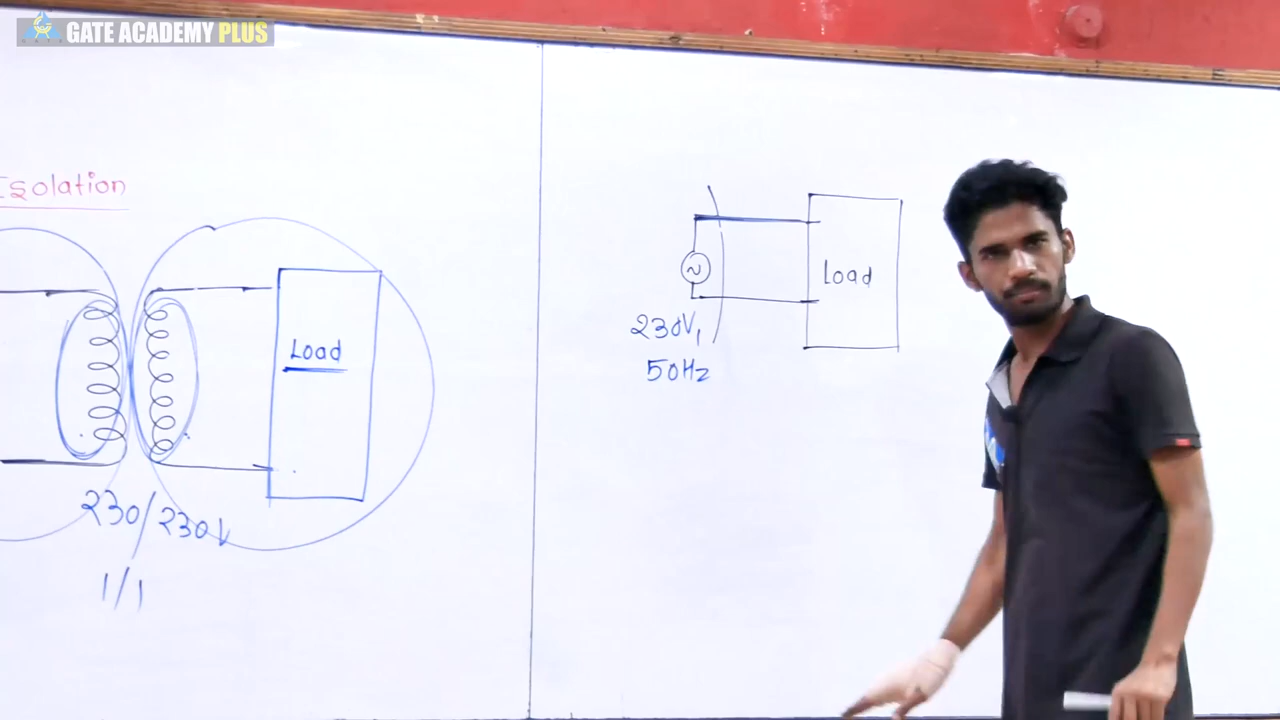 GATE ACADEMY PLUS
Isolation
Load
230/230V
1/1
Load
230V,
50Hz